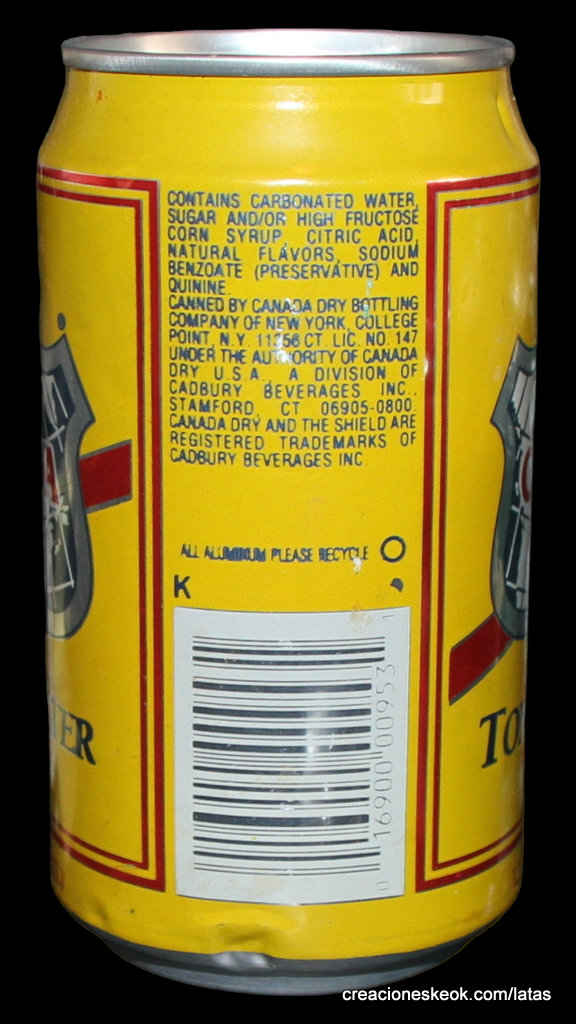 CONTAINS CARBONATED WATER,
SUGAR AND/OR HIGH FRUCTOSE
CORN SYRUP, CITRIC ACID,
NATURAL FLAVORS, SODIUM
BENZOATE (PRESERVATIVE) AND
QUININE.
CANNED BY CANADA DRY BOTTLING
COMPANY OF NEW YORK, COLLEGE
POINT, N.Y. 11356 CT. LIC. NO. 147
UNDER THE AUTHORITY OF CANADA
DRY U.S.A., A DIVISION OF
CADBURY BEVERAGES INC.,
STAMFORD, CT 06905-0800.
CANADA DRY AND THE SHIELD ARE
REGISTERED TRADEMARKS OF
CADBURY BEVERAGES INC.
ALL ALUMINUM PLEASE RECYCLE
K
0 16900 00953 1
TER
TO
creacioneskeok.com/latas